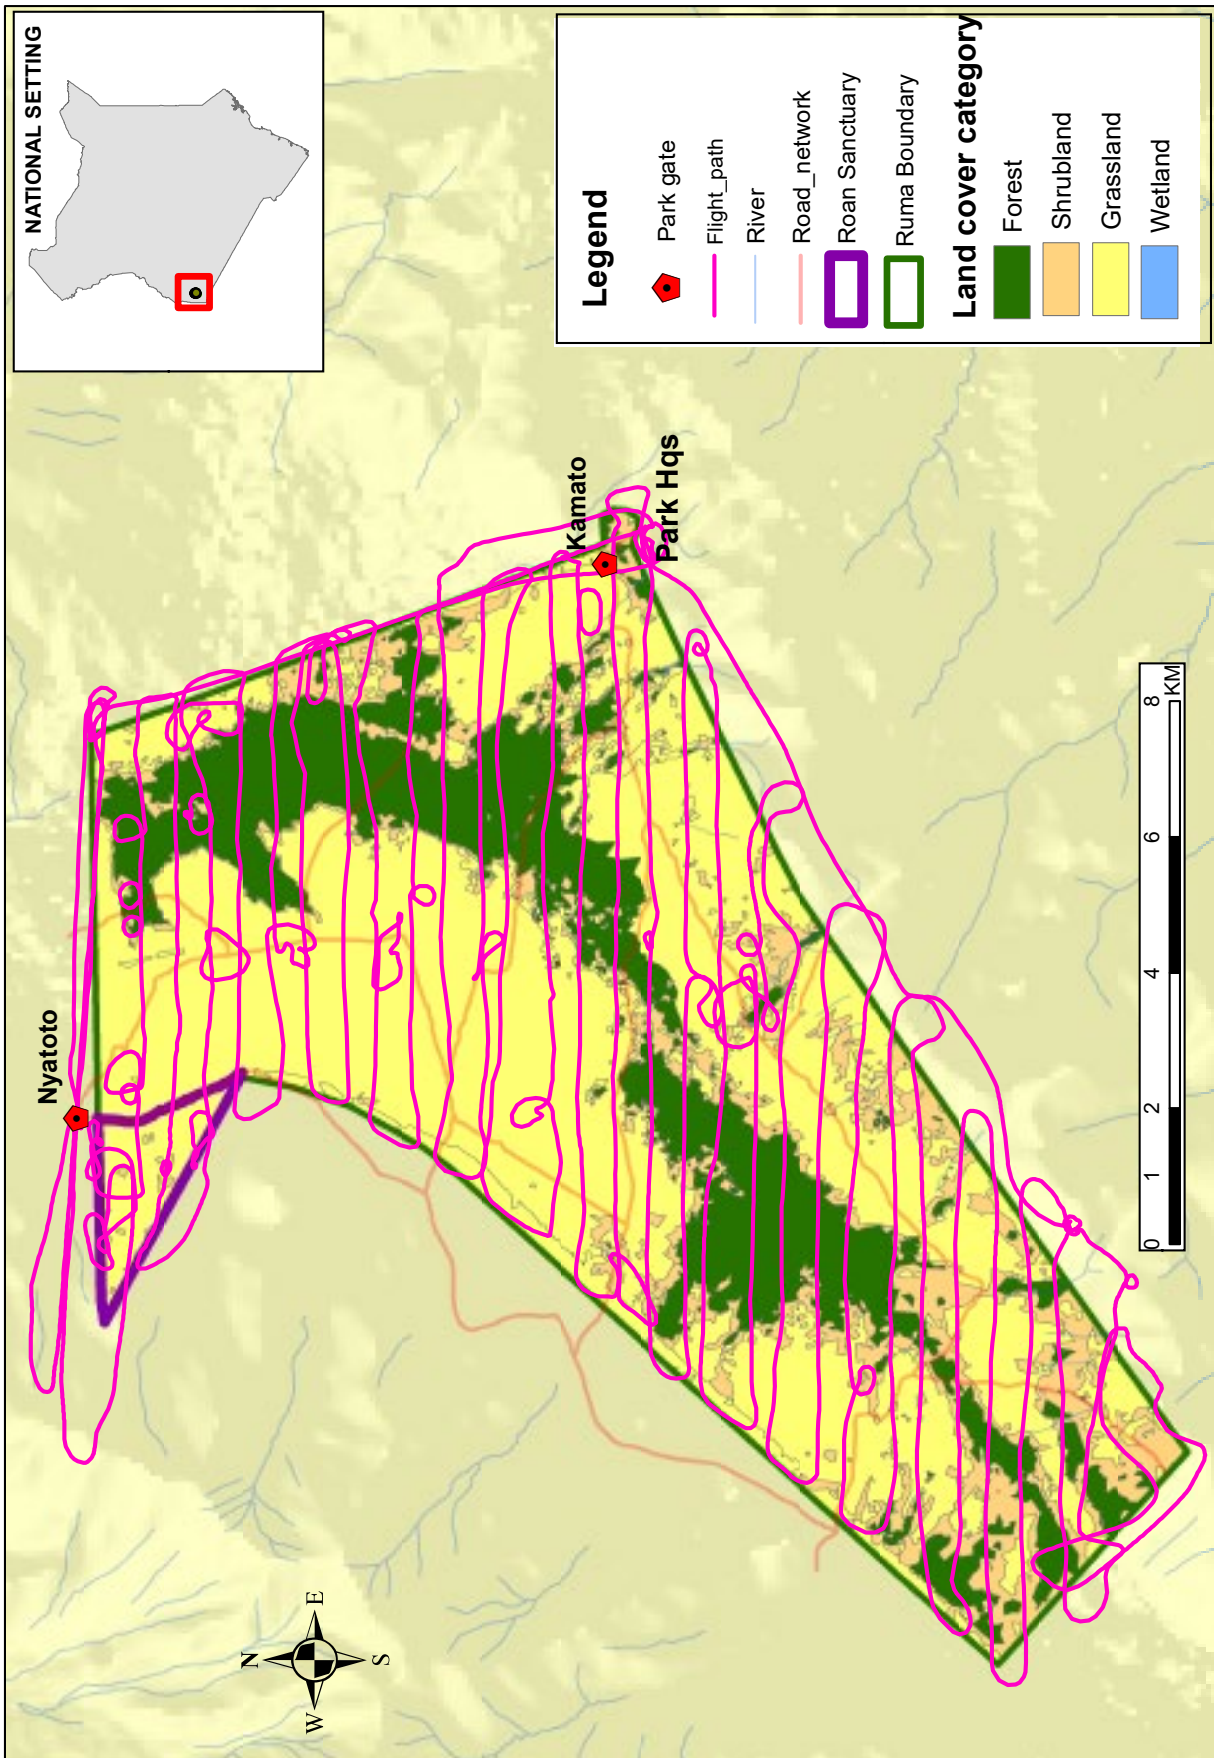 NATIONAL SETTING
Nyatoto
Kamato
Park Hqs
N
W
E
S
0
1
2
4
6
8
KM
Legend
Park gate
Flight_path
River
Road_network
Roan Sanctuary
Ruma Boundary
Land cover category
Forest
Shrubland
Grassland
Wetland